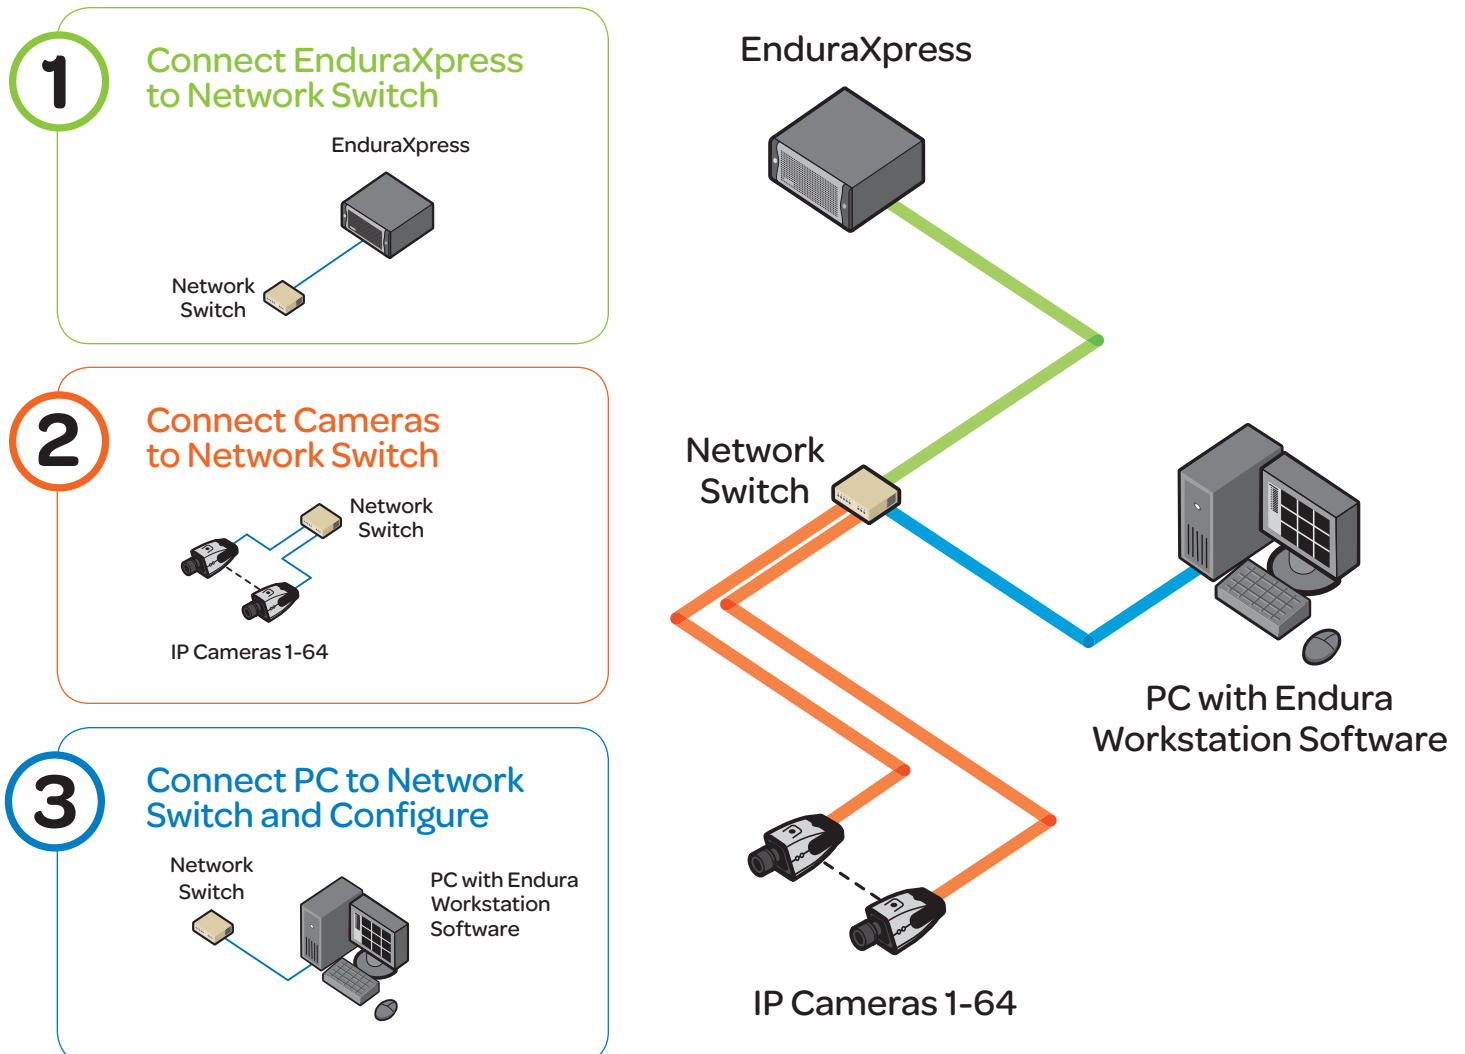 1
Connect EnduraXpress
to Network Switch
EnduraXpress
Network
Switch
2
Connect Cameras
to Network Switch
Network
Switch
IP Cameras 1-64
3
Connect PC to Network
Switch and Configure
Network
Switch
PC with Endura
Workstation
Software
EnduraXpress
Network
Switch
PC with Endura
Workstation Software
IP Cameras 1-64